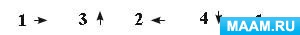 1 → 3 ↑ 2 ← 4 ↓
MAAM.RU